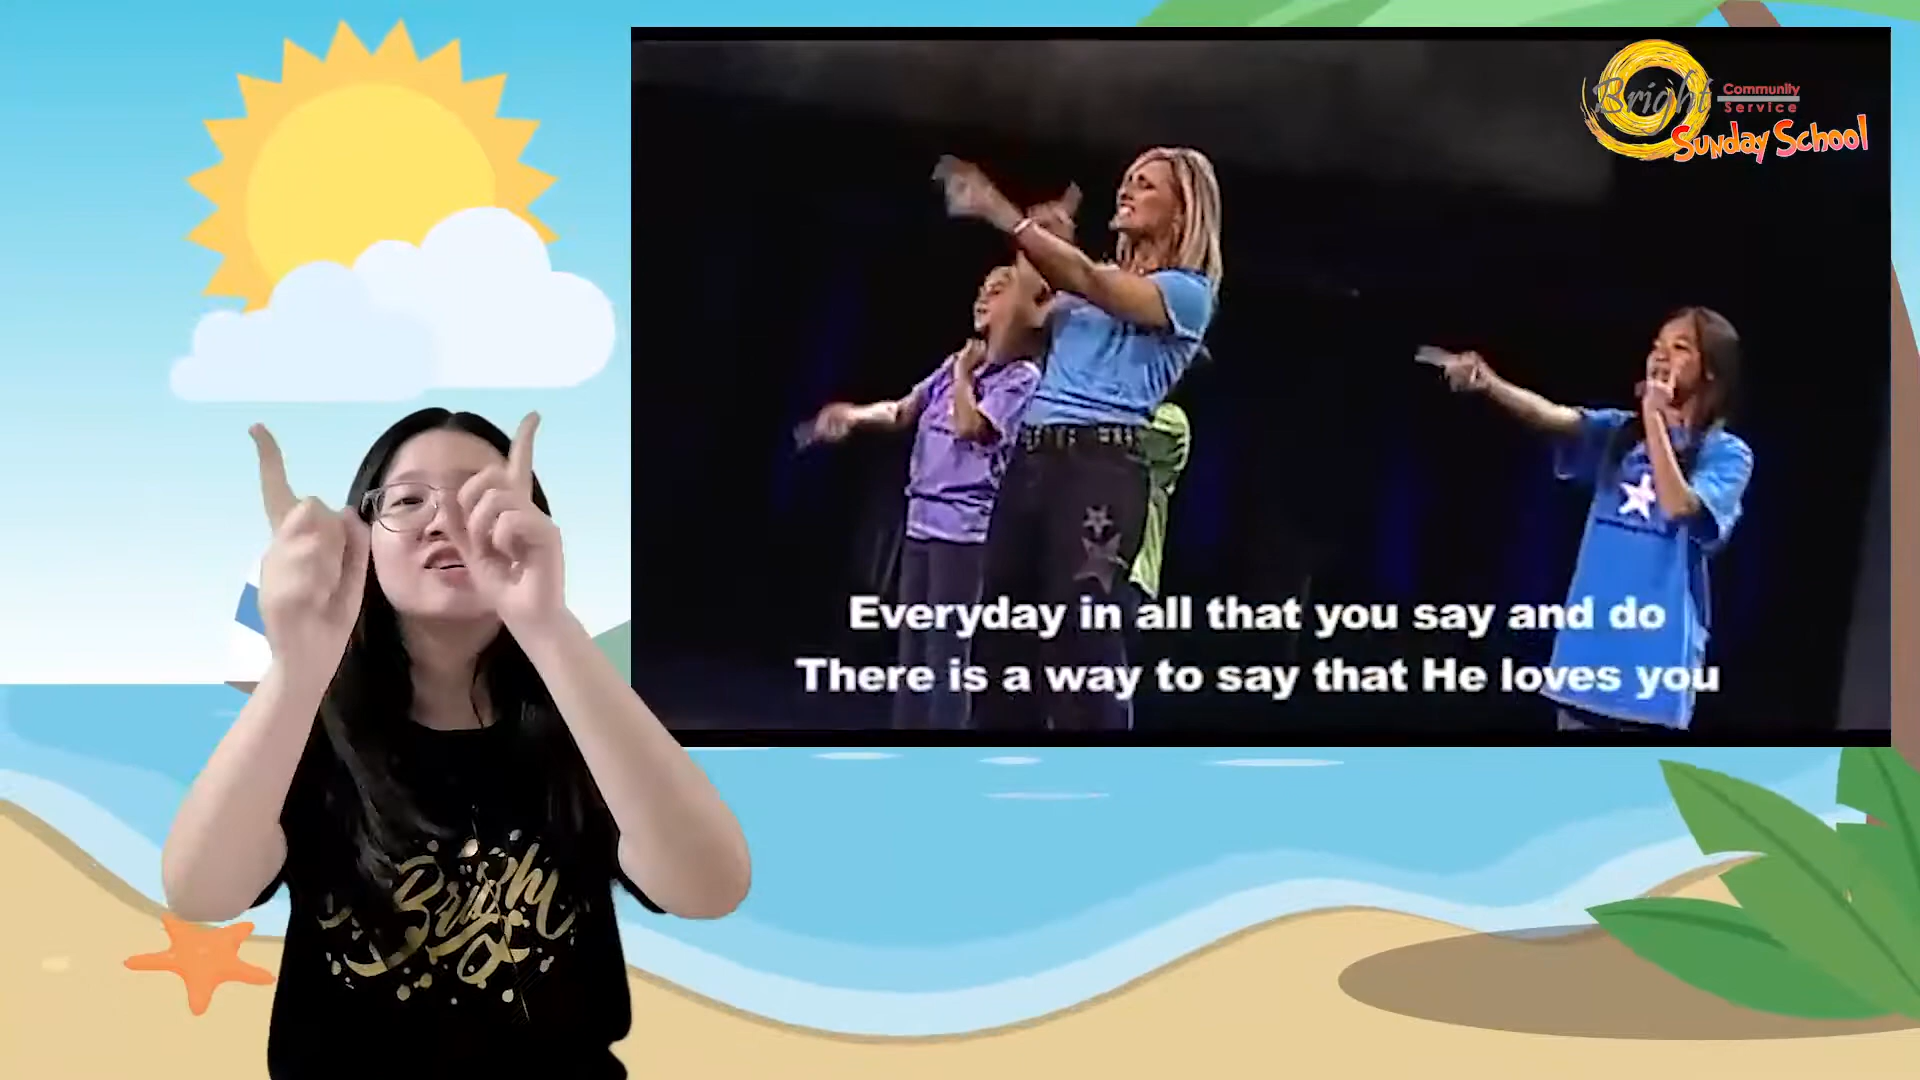 Bright
Community
Service
Sunday School
Everyday in all that you say and do
There is a way to say that He loves you
Bright